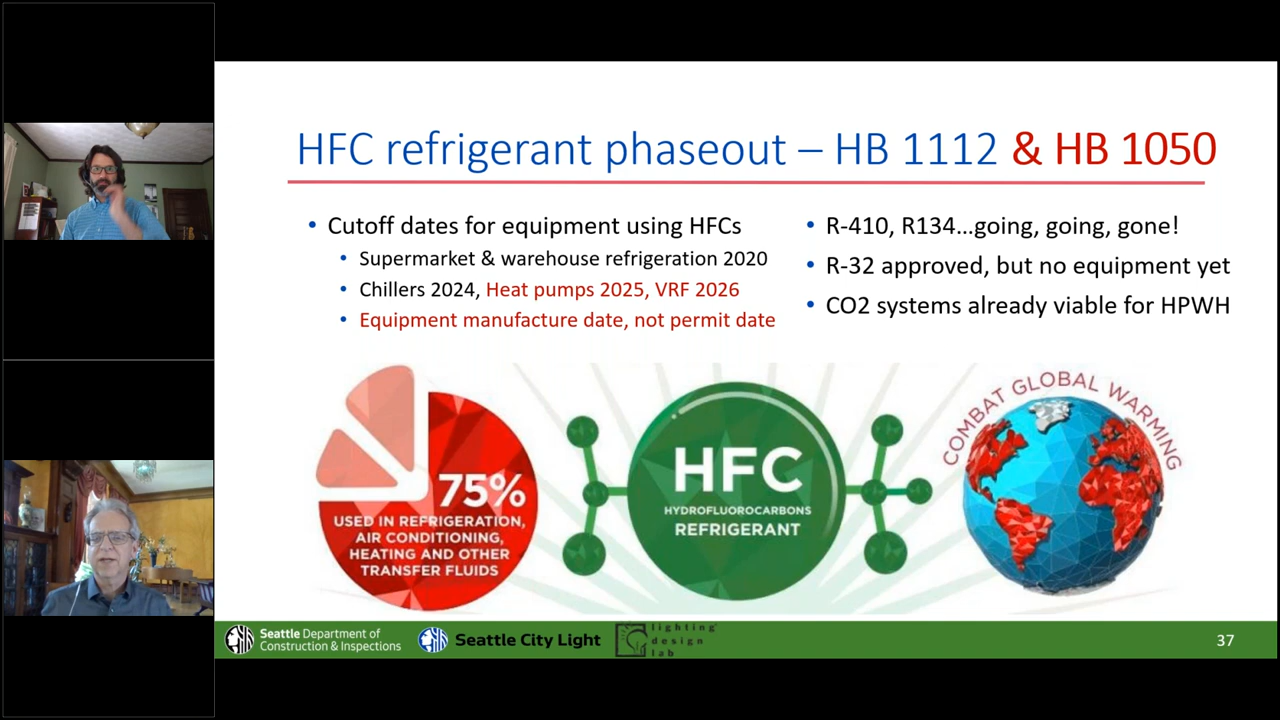 HFC refrigerant phaseout – HB 1112 & HB 1050
• Cutoff dates for equipment using HFCs
• Supermarket & warehouse refrigeration 2020
• Chillers 2024, Heat pumps 2025, VRF 2026
• Equipment manufacture date, not permit date
• R-410, R134...going, going, gone!
• R-32 approved, but no equipment yet
• CO2 systems already viable for HPWH
75%
USED IN REFRIGERATION,
AIR CONDITIONING,
HEATING AND OTHER
TRANSFER FLUIDS
HFC
HYDROFLUOROCARBONS
REFRIGERANT
COMBAT GLOBAL WARMING
Seattle Department of
Construction & Inspections
Seattle City Light
lighting
design
lab
37